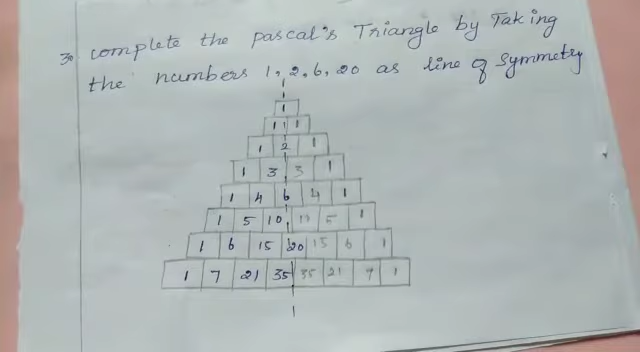 30 complete the pascal's Triangle by Taking
the numbers 1, 2, 6, 20 as line of Symmetry
1
1 1
1 2 1
1 3 3 1
1 4 6 4 1
1 5 10 10 5 1
1 6 15 20 15 6 1
1 7 21 35 35 21 7 1